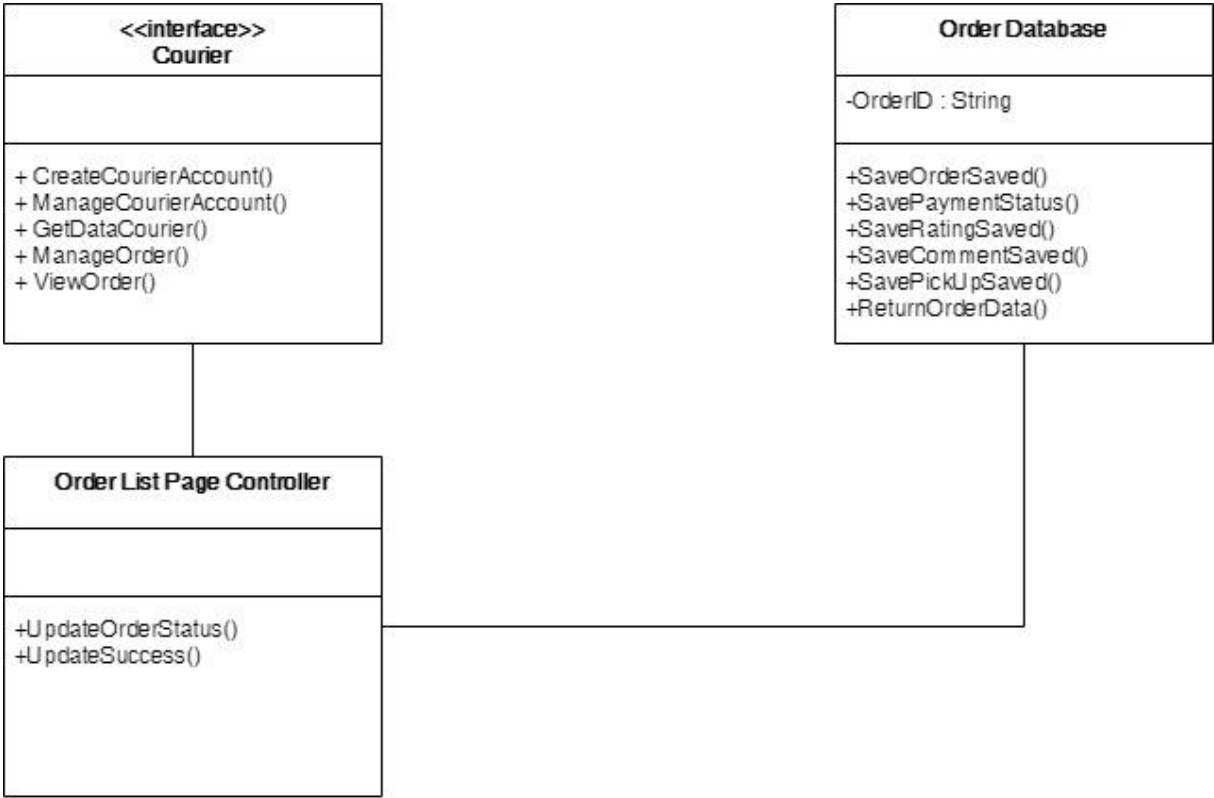 <<interface>>
Courier
+ CreateCourierAccount()
+ ManageCourierAccount()
+ GetDataCourier()
+ ManageOrder()
+ ViewOrder()
Order Database
-OrderID : String
+SaveOrderSaved()
+SavePaymentStatus()
+SaveRatingSaved()
+SaveCommentSaved()
+SavePickUpSaved()
+ReturnOrderData()
Order List Page Controller
+UpdateOrderStatus()
+UpdateSuccess()